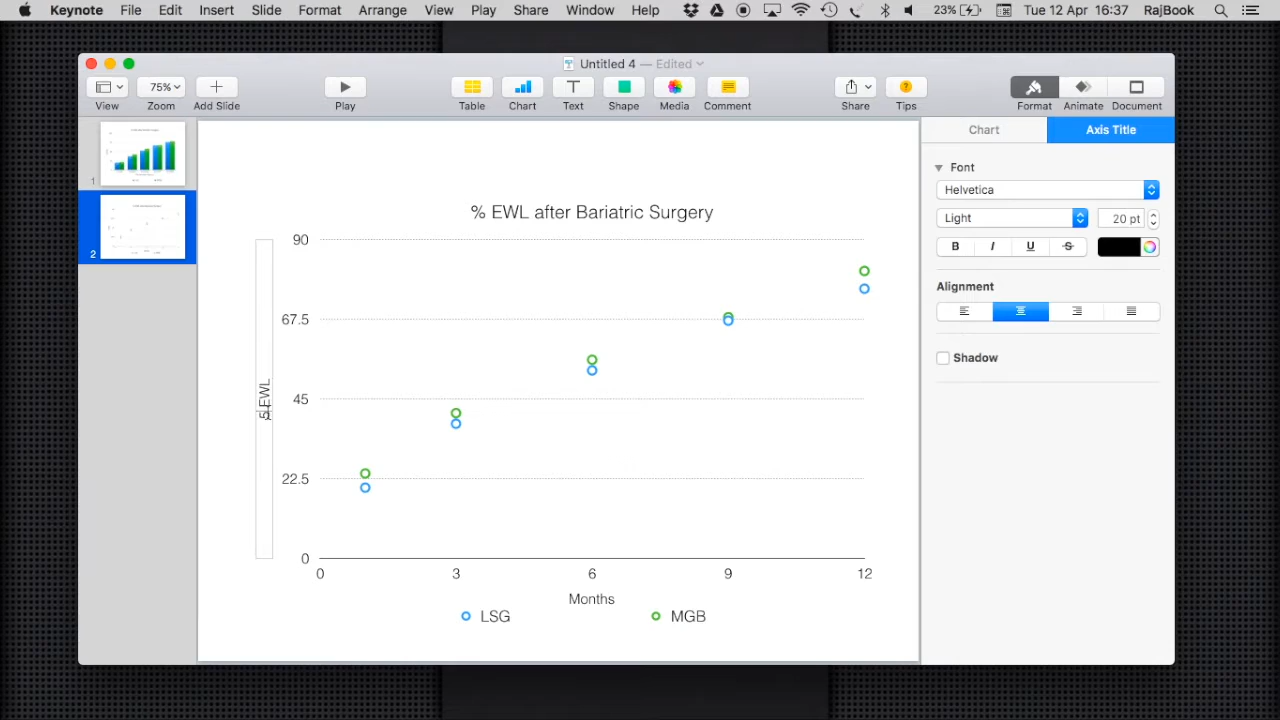 Keynote File Edit Insert Slide Format Arrange View Play Share Window Help 23% Tue 12 Apr 16:37 RajBook
Untitled 4 — Edited
75%
View Zoom Add Slide Play Table Chart Text Shape Media Comment Share Tips Format Animate Document
Chart Axis Title
1
2
% EWL after Bariatric Surgery
90
67.5
45
22.5
0
5 EWL
0 3 6 9 12
Months
LSG MGB
Font
Helvetica
Light 20 pt
B I U S
Alignment
Shadow